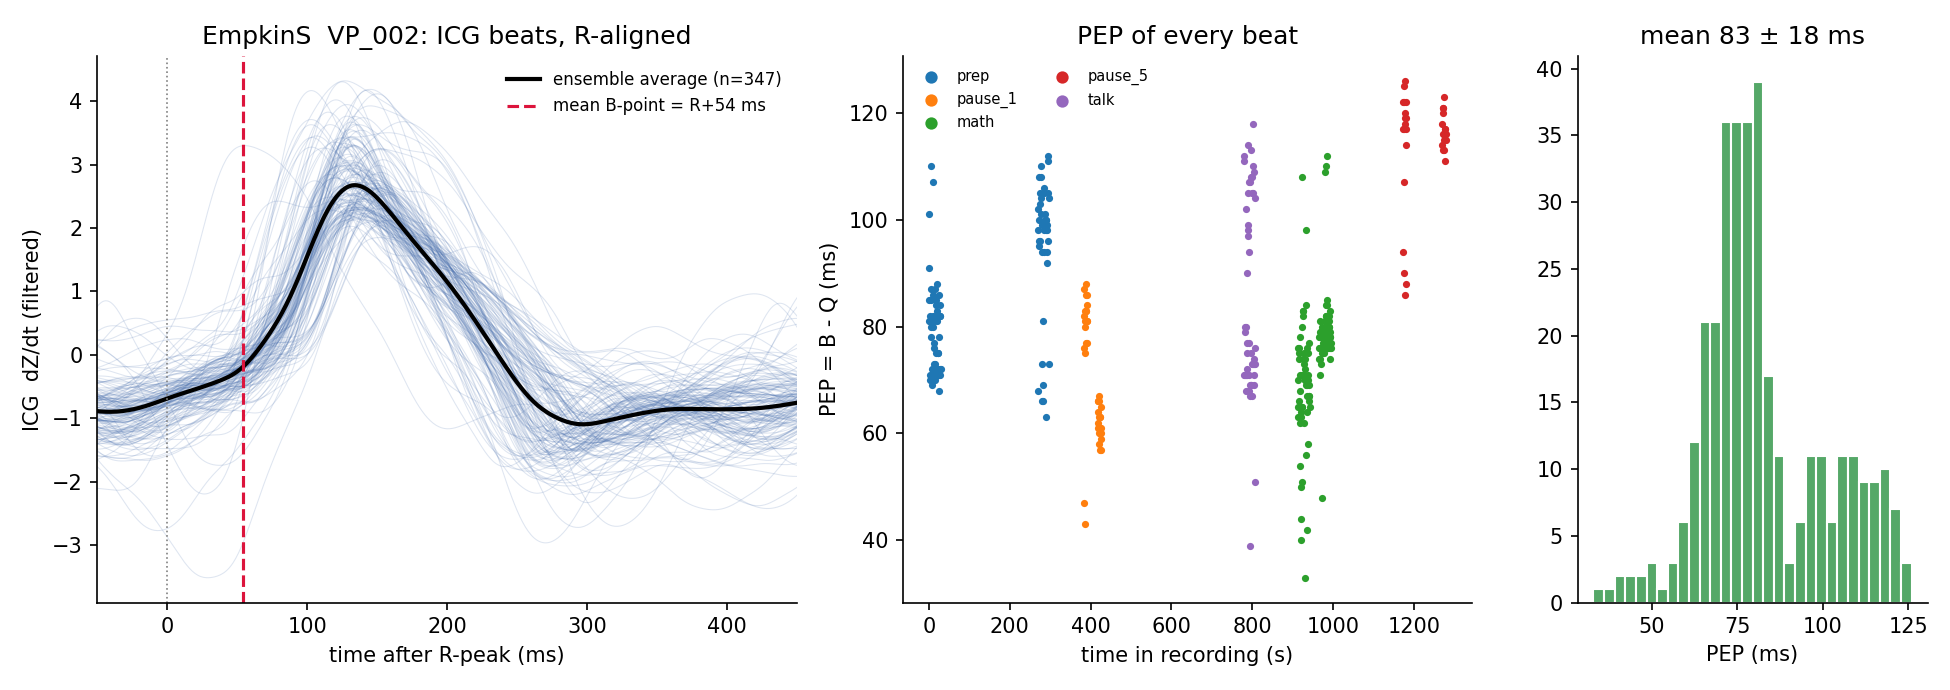 EmpkinS  VP_002: ICG beats, R-aligned
ICG  dZ/dt (filtered)
4
3
2
1
0
−1
−2
−3
ensemble average (n=347)
mean B-point = R+54 ms
0
100
200
300
400
time after R-peak (ms)
PEP of every beat
PEP = B - Q (ms)
120
100
80
60
40
prep
pause_1
math
pause_5
talk
0
200
400
600
800
1000
1200
time in recording (s)
mean 83 ± 18 ms
40
35
30
25
20
15
10
5
0
50
75
100
125
PEP (ms)